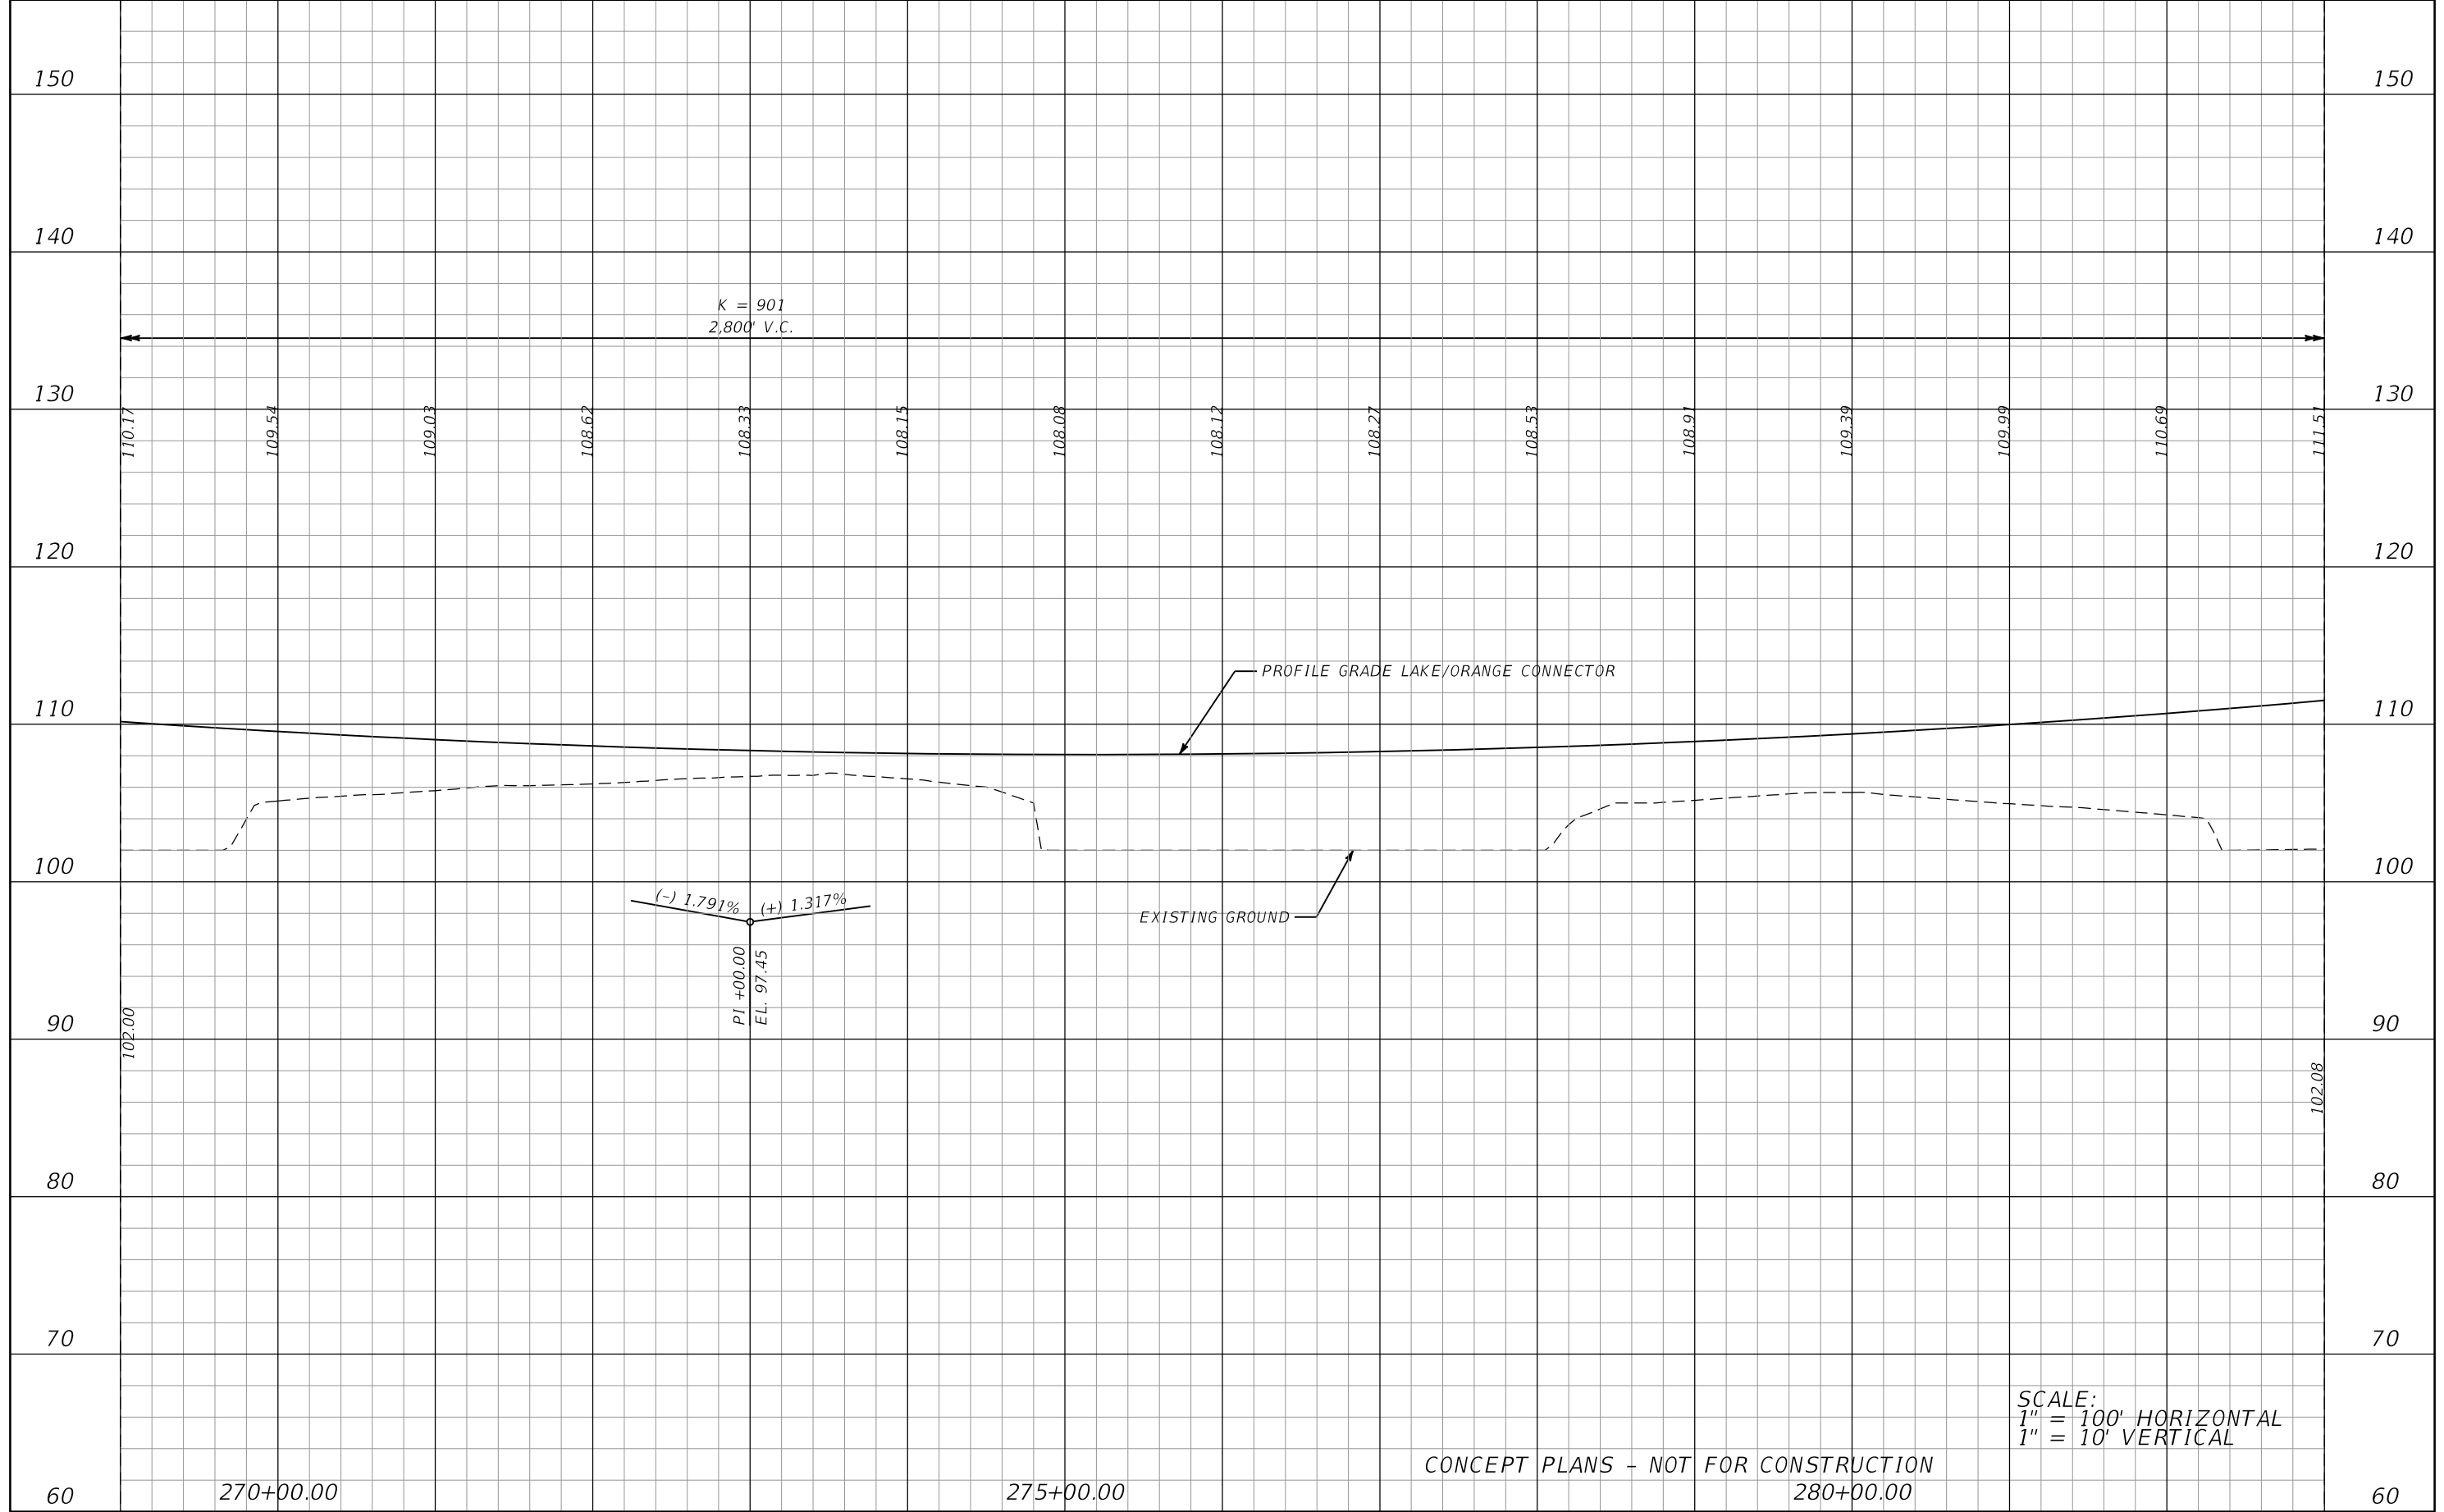 150 150
140 140
K = 901
2,800' V.C.
130 130
110.17 109.54 109.03 108.62 108.33 108.15 108.08 108.12 108.27 108.53 108.91 109.39 109.99 110.69 111.51
120 120
PROFILE GRADE LAKE/ORANGE CONNECTOR
110 110
100 100
(-) 1.791% (+) 1.317%
EXISTING GROUND
PI +00.00
EL. 97.45
90 90
102.00
102.08
80 80
70 70
SCALE:
1" = 100' HORIZONTAL
1" = 10' VERTICAL
CONCEPT PLANS - NOT FOR CONSTRUCTION
60 270+00.00 275+00.00 280+00.00 60